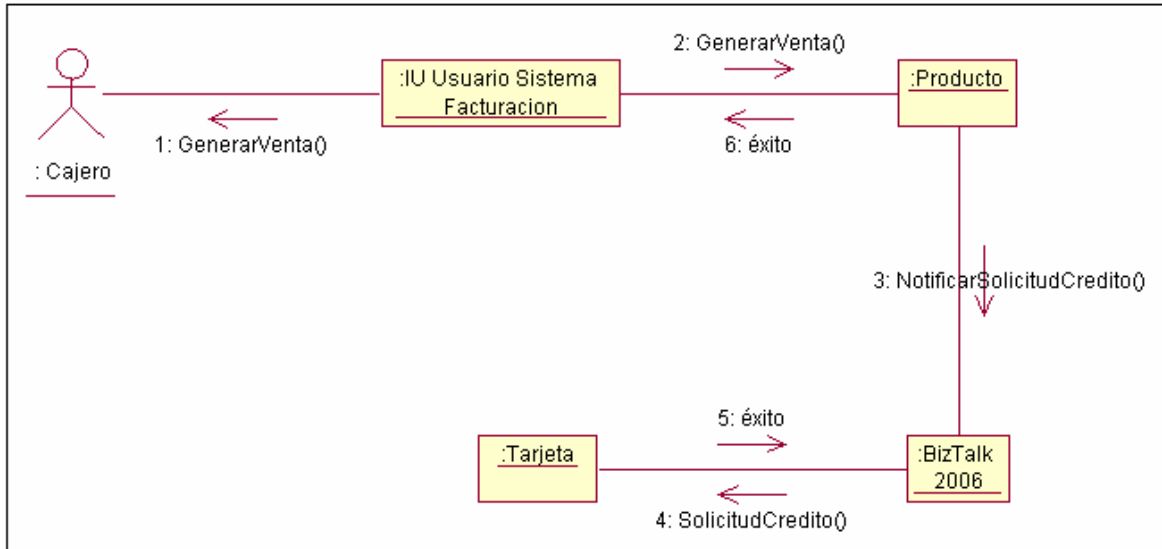 2: GenerarVenta()
:IU Usuario Sistema
Facturacion
:Producto
1: GenerarVenta()
6: éxito
: Cajero
3: NotificarSolicitudCredito()
5: éxito
:Tarjeta
:BizTalk
2006
4: SolicitudCredito()